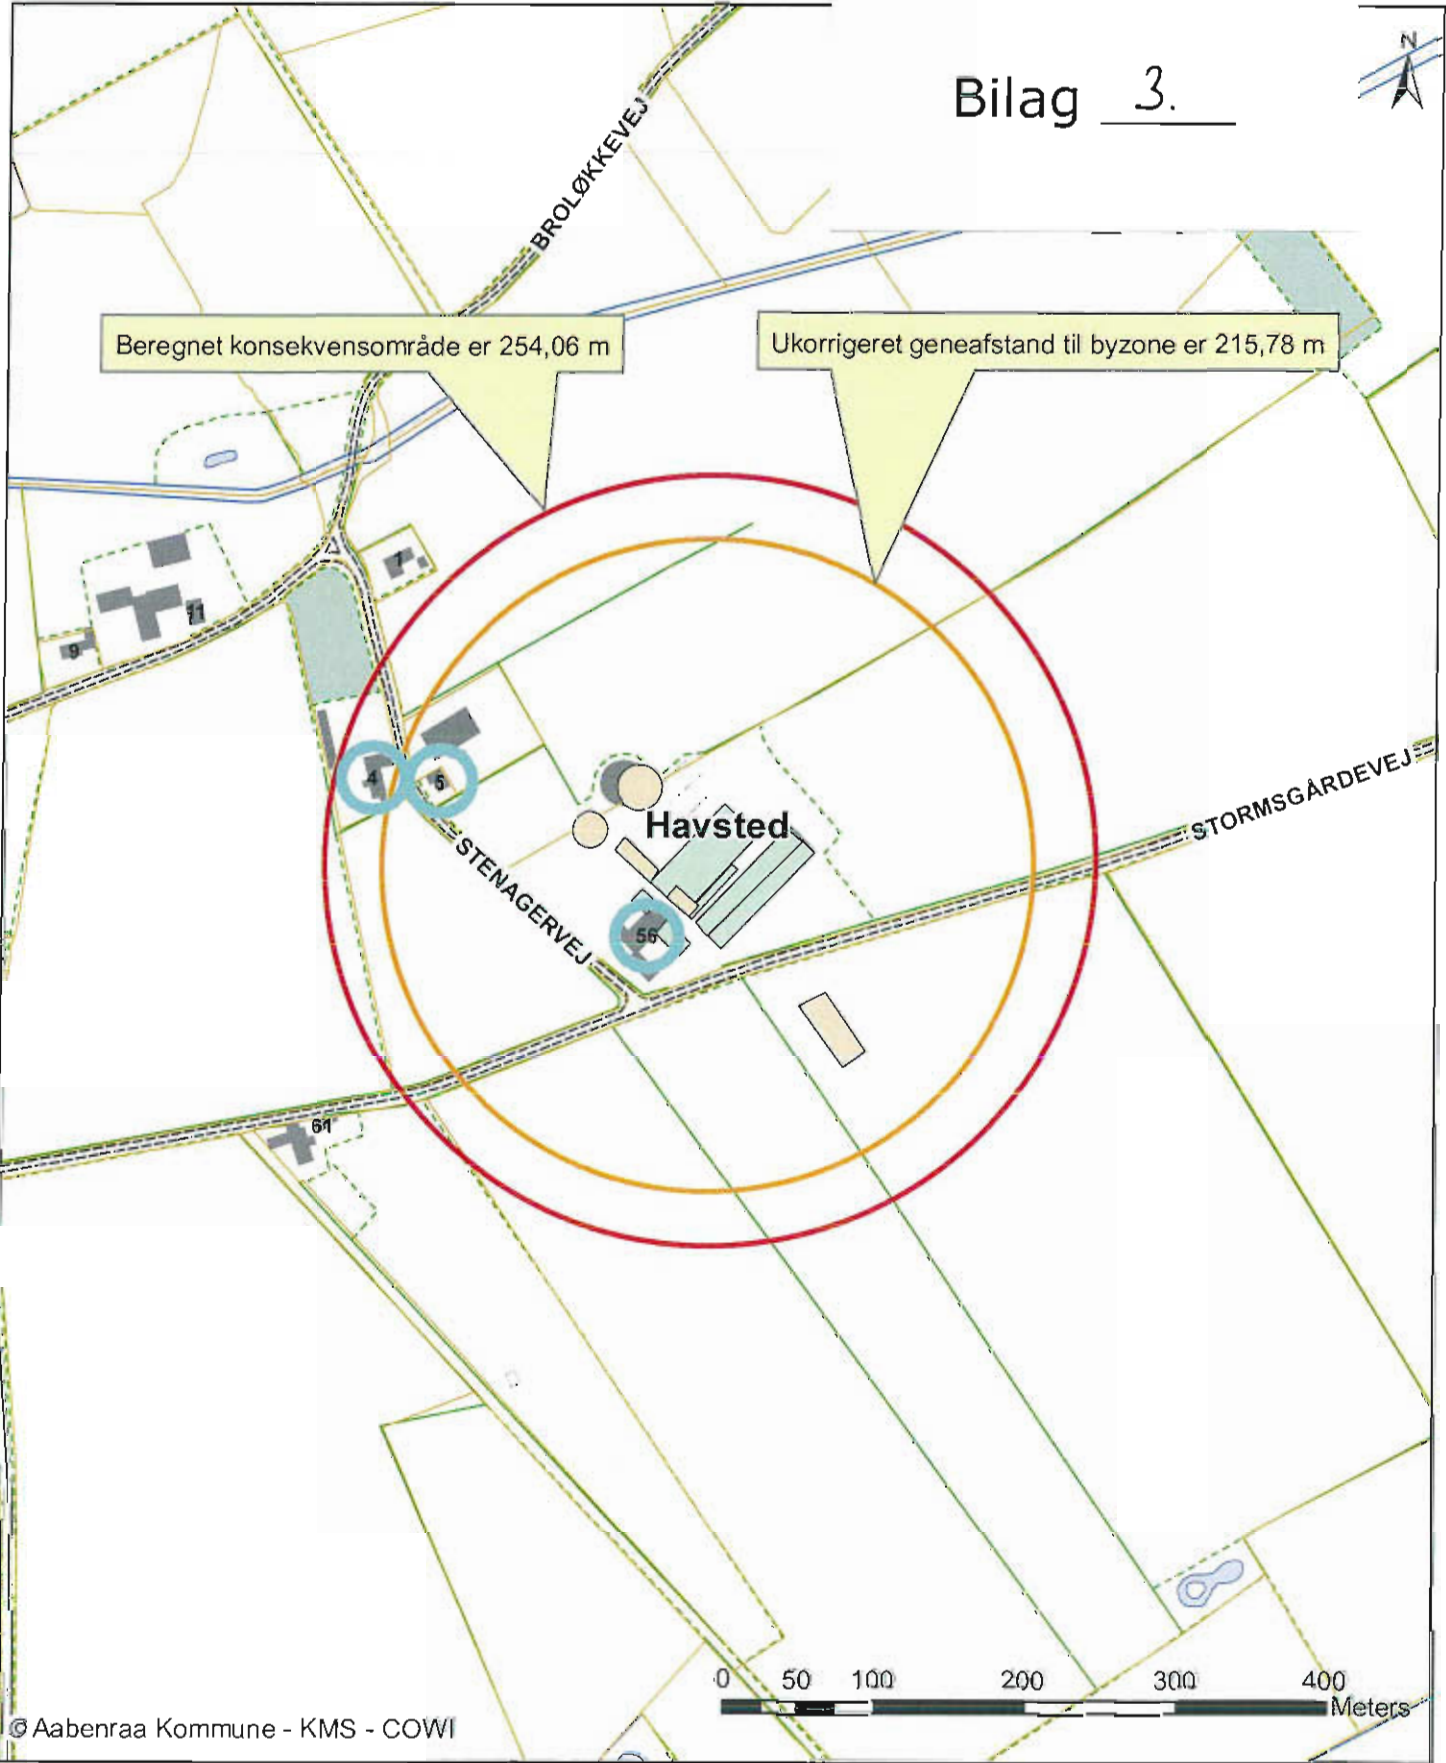 N
Bilag 3.
BROLØKKEVEJ
Beregnet konsekvensområde er 254,06 m
Ukorrigeret geneafstand til byzone er 215,78 m
7
11
9
4
5
Havsted
STORMSGÅRDEVEJ
STENAGERVEJ
56
61
0 50 100 200 300 400
Meters
© Aabenraa Kommune - KMS - COWI